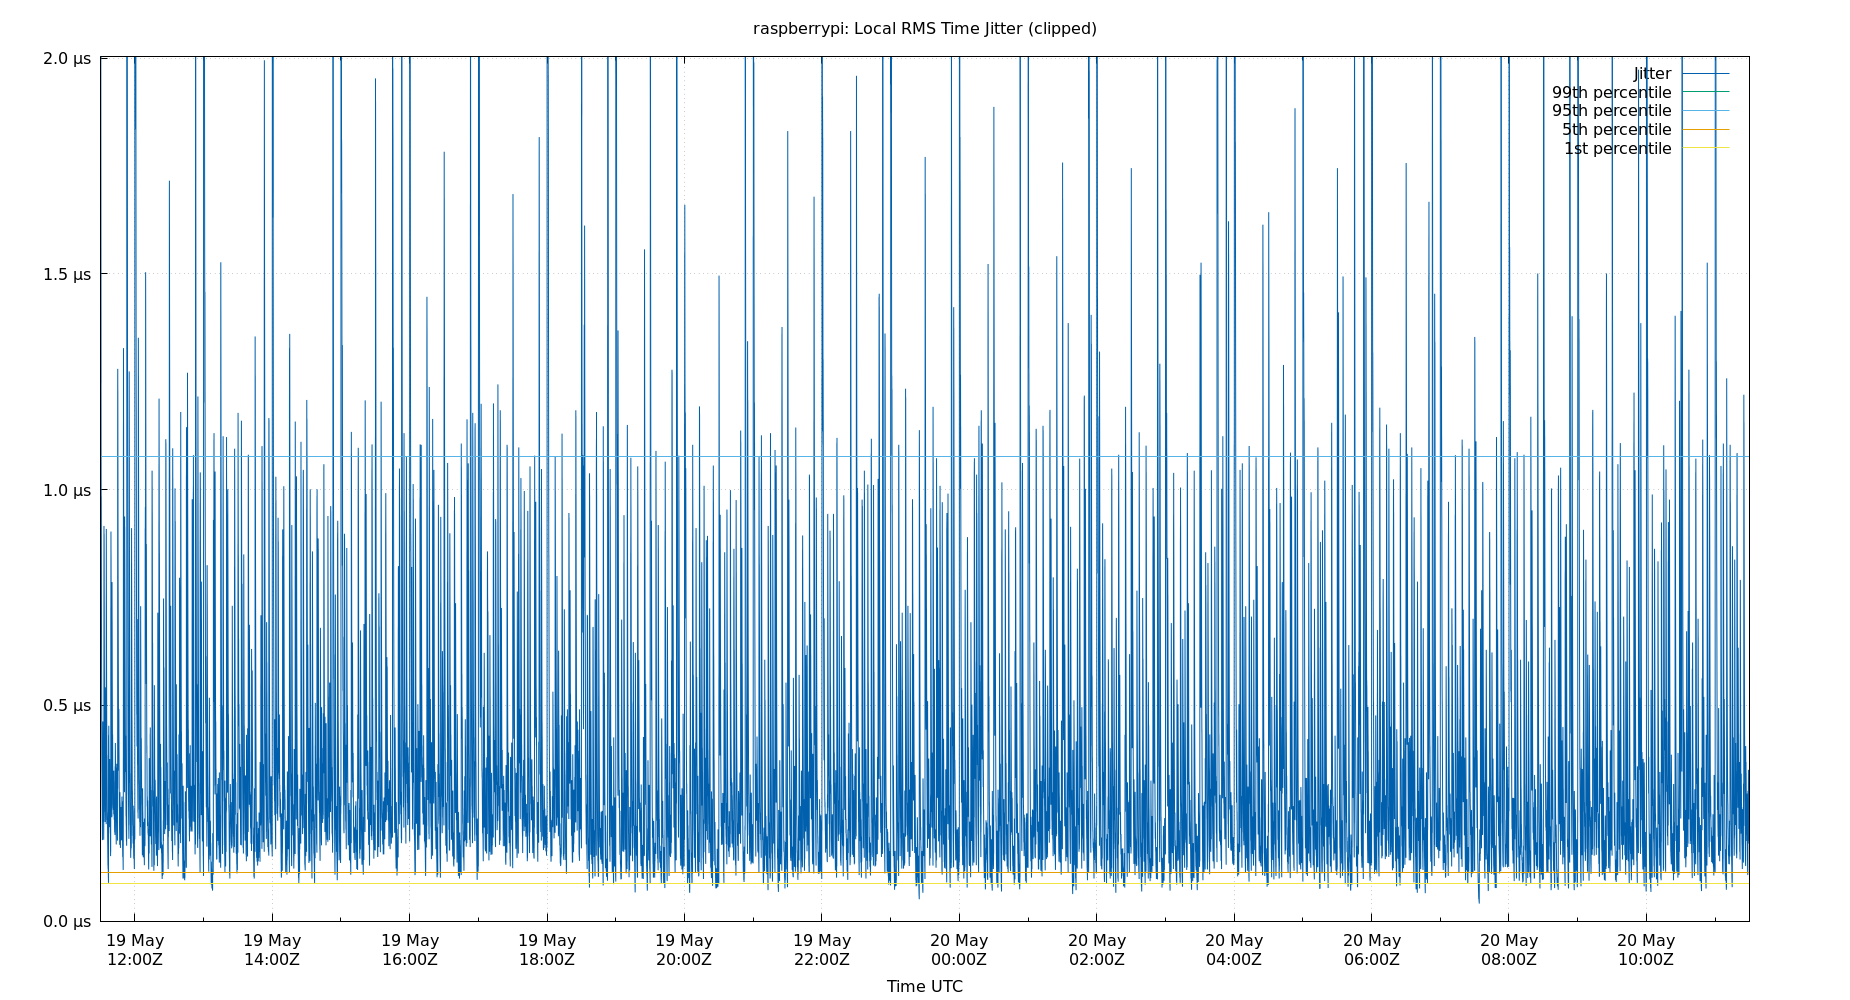 raspberrypi: Local RMS Time Jitter (clipped)
2.0 µs
1.5 µs
1.0 µs
0.5 µs
0.0 µs
Jitter
99th percentile
95th percentile
5th percentile
1st percentile
19 May 19 May 19 May 19 May 19 May 19 May 20 May 20 May 20 May 20 May 20 May 20 May
12:00Z 14:00Z 16:00Z 18:00Z 20:00Z 22:00Z 00:00Z 02:00Z 04:00Z 06:00Z 08:00Z 10:00Z
Time UTC